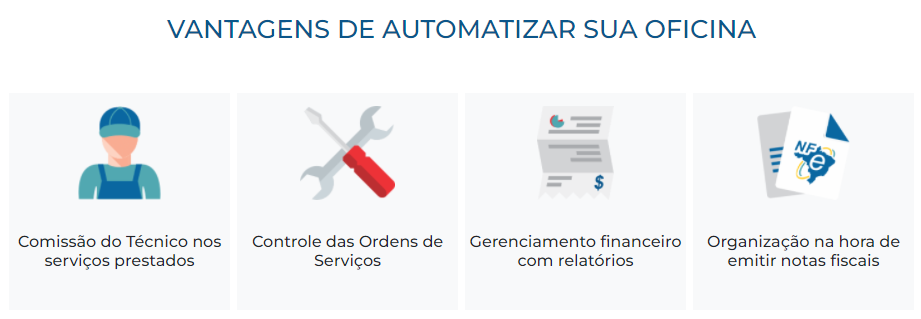 VANTAGENS DE AUTOMATIZAR SUA OFICINA
Comissão do Técnico nos
serviços prestados
Controle das Ordens de
Serviços
$
Gerenciamento financeiro
com relatórios
NF
e
Organização na hora de
emitir notas fiscais